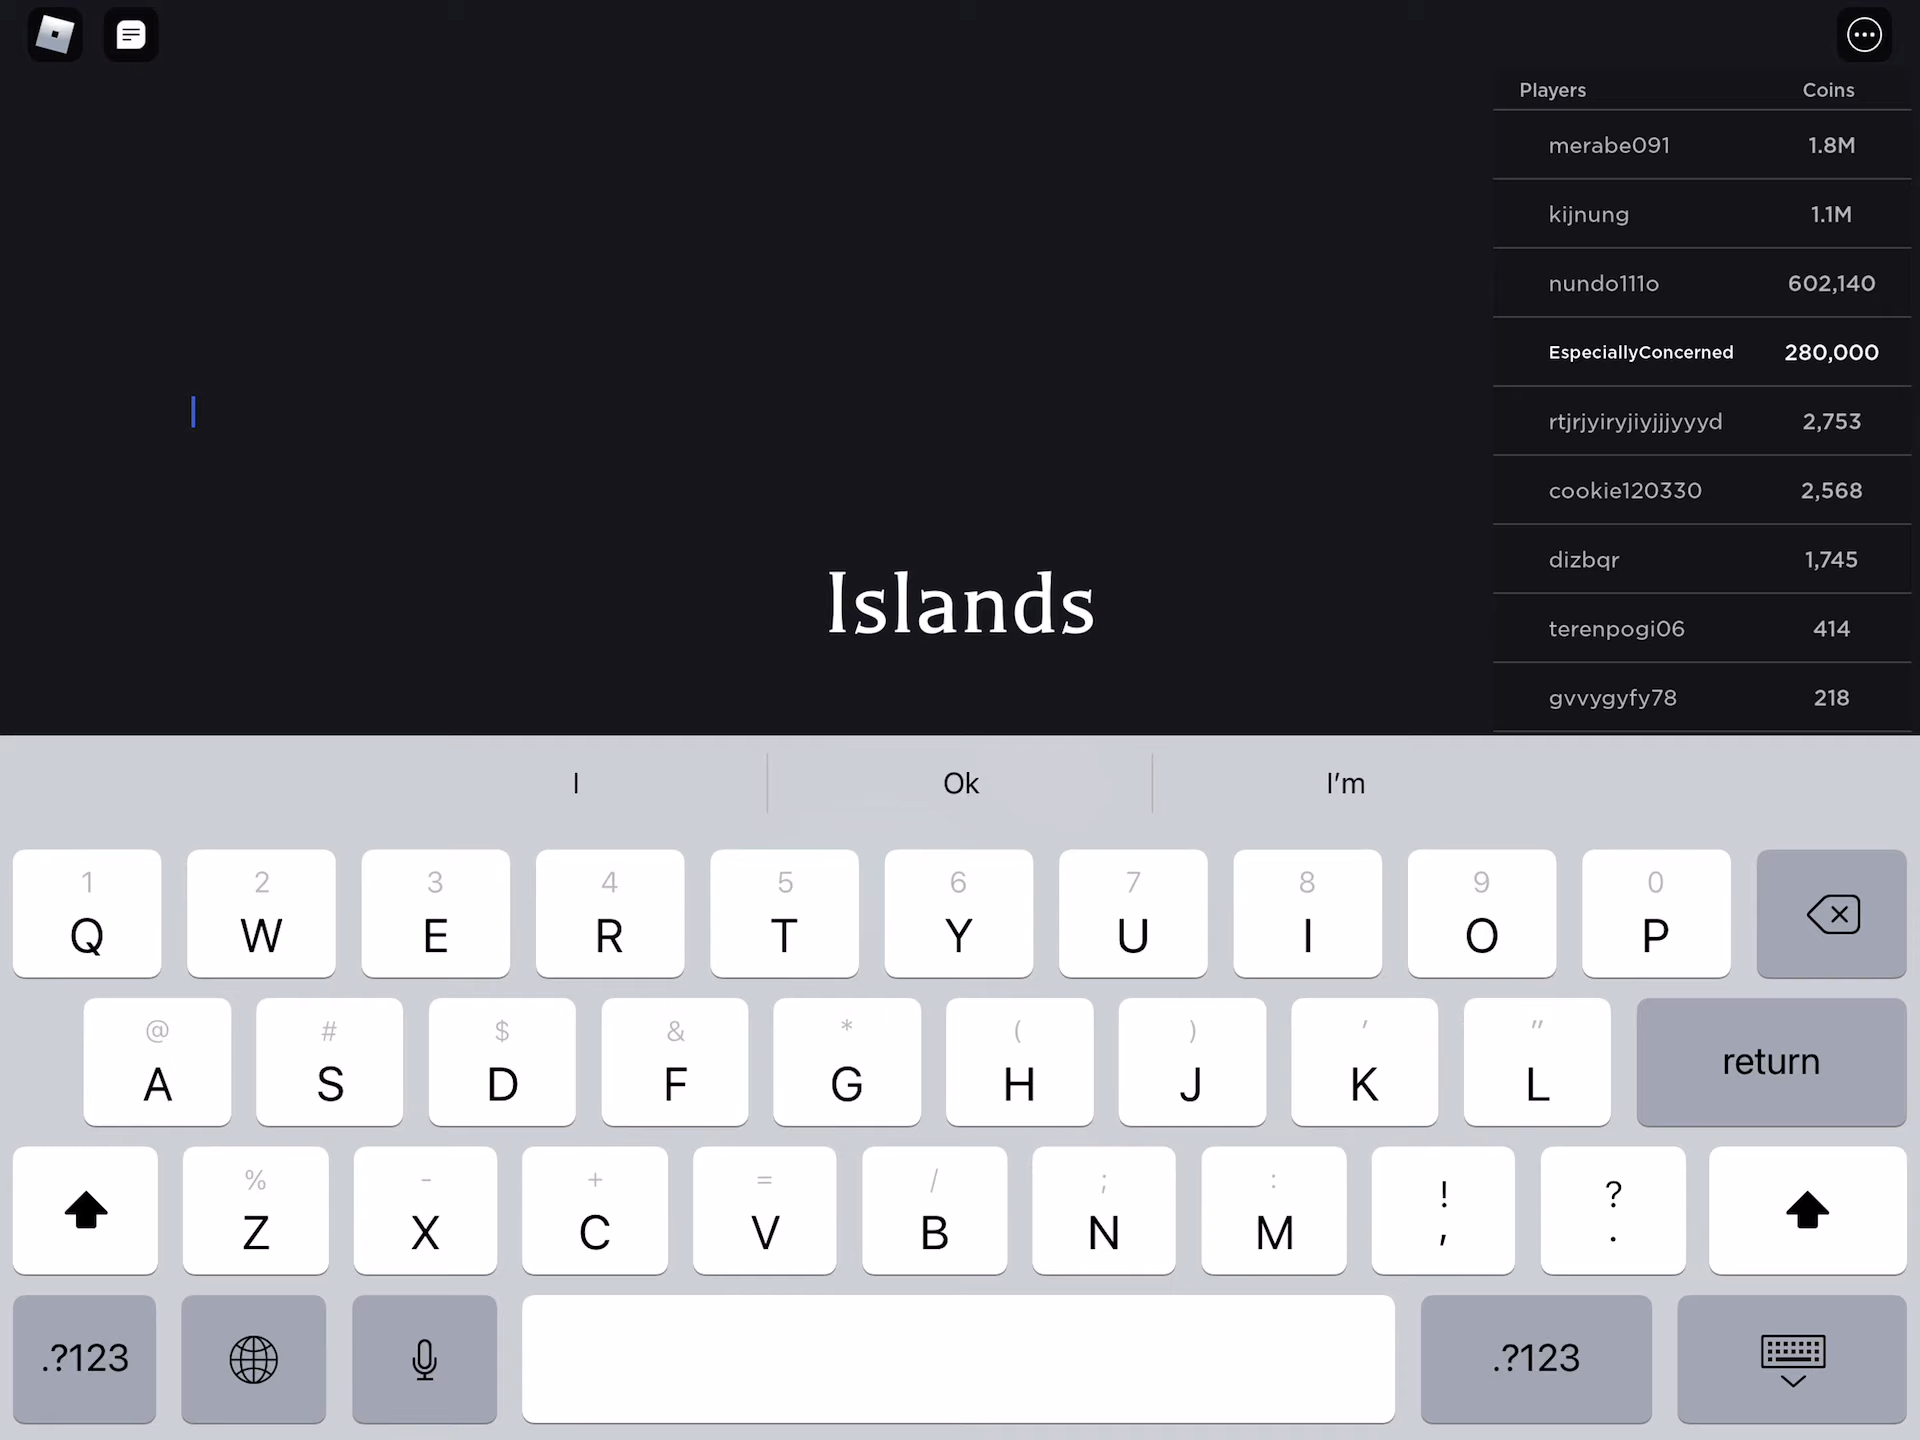 Players Coins
merabe091 1.8M
kijnung 1.1M
nundo111o 602,140
EspeciallyConcerned 280,000
rtjrjyiryjiyjjjyyyd 2,753
cookie120330 2,568
dizbqr 1,745
terenpogi06 414
gvvygyfy78 218
Islands
I Ok I'm
1 2 3 4 5 6 7 8 9 0
Q W E R T Y U I O P
@ # $ & * ( ) ' "
A S D F G H J K L return
% - + = / ; : ! ?
Z X C V B N M , .
.?123 .?123